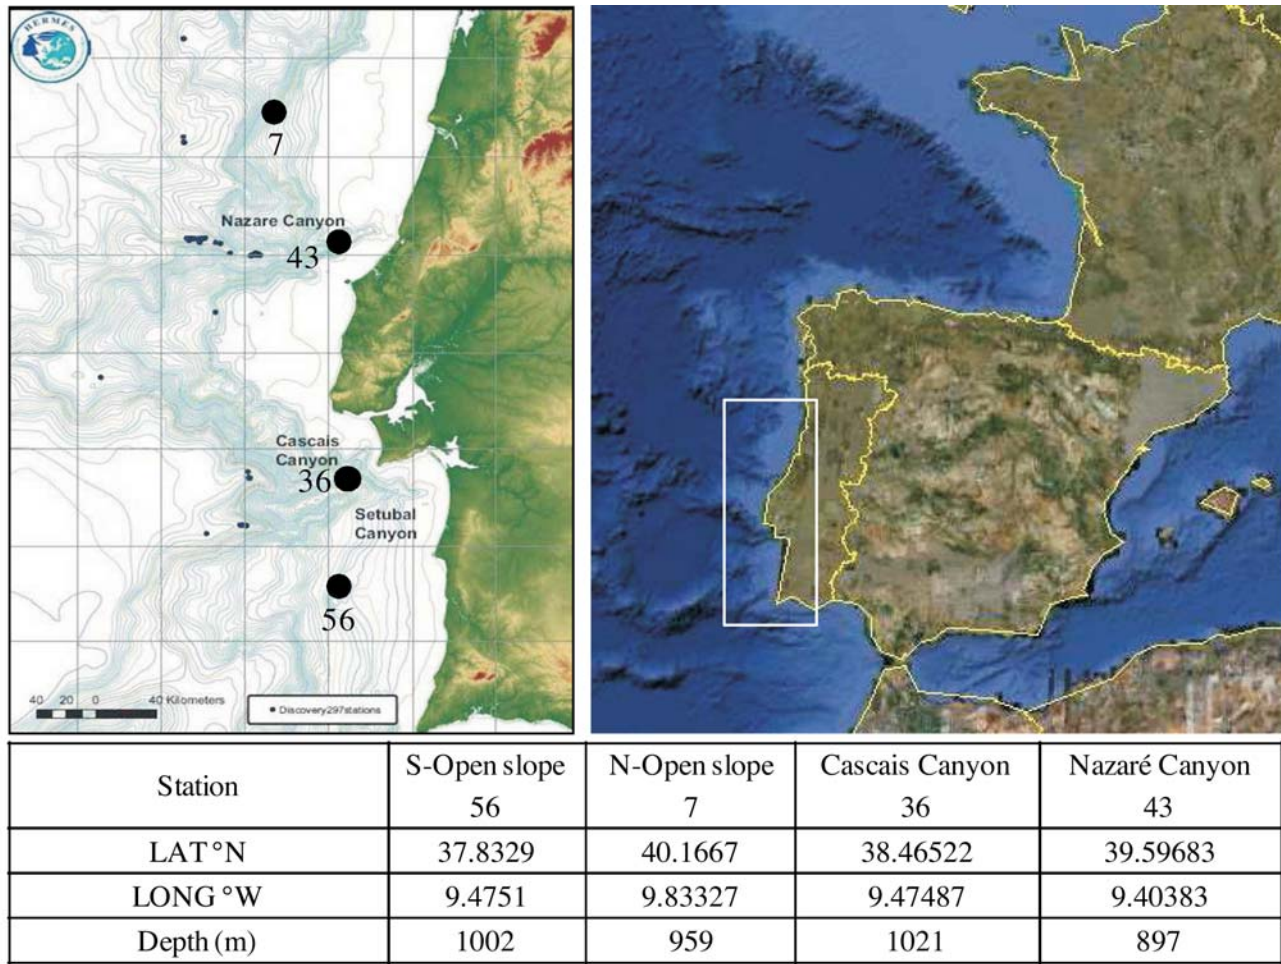 HERMES
7
Nazare Canyon
43
Cascais
Canyon
36
Setubal
Canyon
56
40 20 0 40 Kilometers
Discovery297stations
Station S-Open slope N-Open slope Cascais Canyon Nazaré Canyon
56 7 36 43
LAT °N 37.8329 40.1667 38.46522 39.59683
LONG °W 9.4751 9.83327 9.47487 9.40383
Depth (m) 1002 959 1021 897